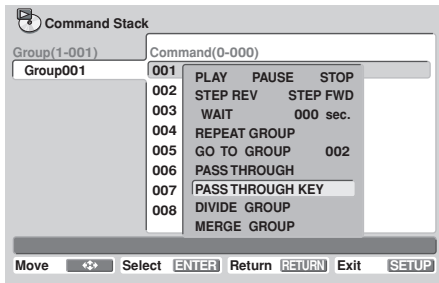 Command Stack
Group(1-001) Command(0-000)
Group001 001
002
003
004
005
006
007
008
PLAY PAUSE STOP
STEP REV STEP FWD
WAIT 000 sec.
REPEAT GROUP
GO TO GROUP 002
PASS THROUGH
PASS THROUGH KEY
DIVIDE GROUP
MERGE GROUP
Move Select ENTER Return RETURN Exit SETUP